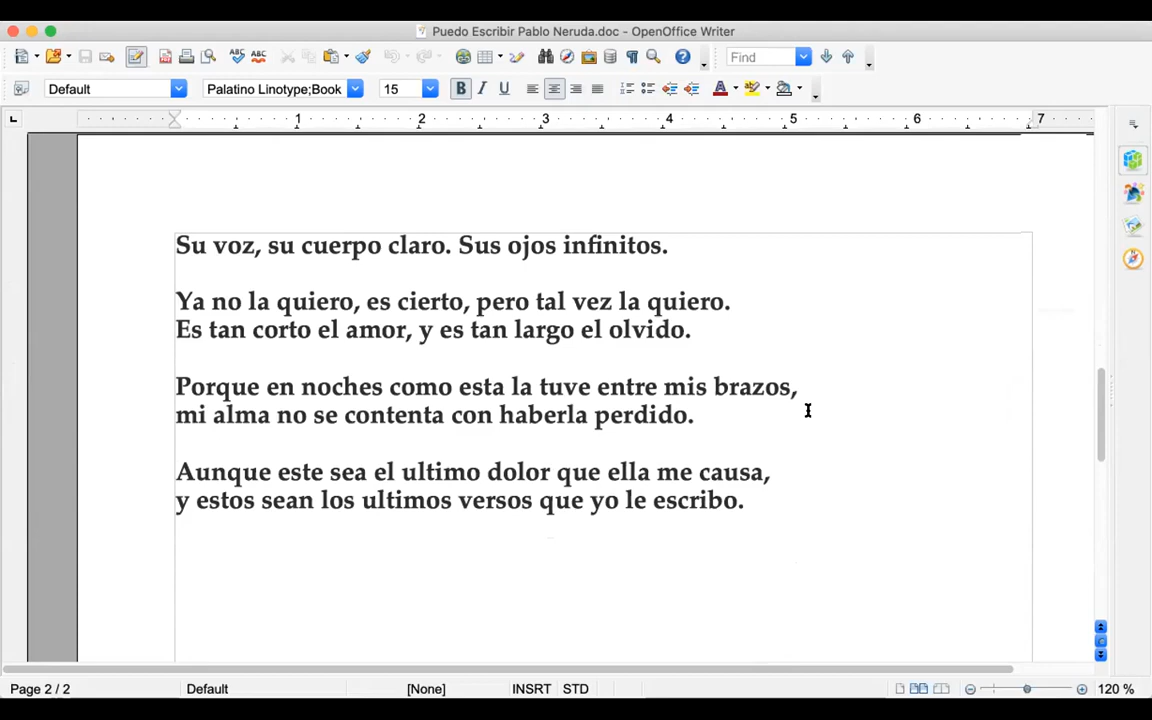 Puedo Escribir Pablo Neruda.doc - OpenOffice Writer
Find
Default
Palatino Linotype;Book
15
1 2 3 4 5 6 7
Su voz, su cuerpo claro. Sus ojos infinitos.
Ya no la quiero, es cierto, pero tal vez la quiero.
Es tan corto el amor, y es tan largo el olvido.
Porque en noches como esta la tuve entre mis brazos,
mi alma no se contenta con haberla perdido.
Aunque este sea el ultimo dolor que ella me causa,
y estos sean los ultimos versos que yo le escribo.
Page 2 / 2 Default [None] INSRT STD 120 %